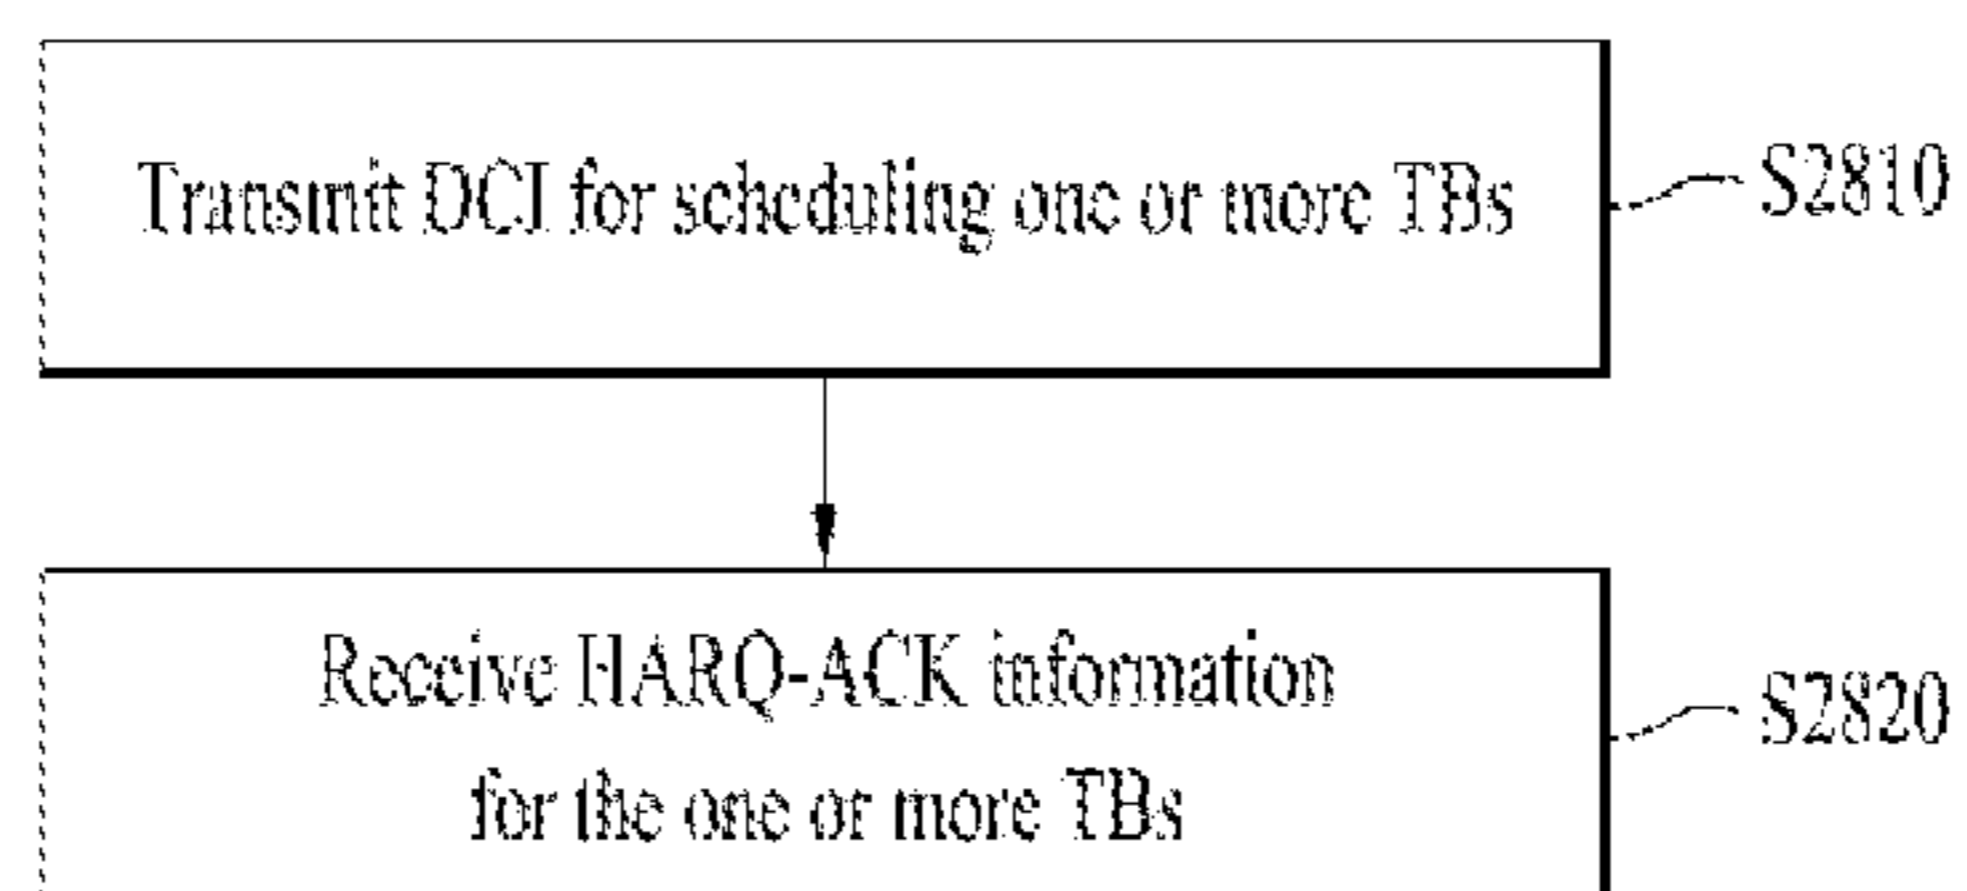 Transmit DCI for scheduling one or more TBs
S2810
Receive HARQ-ACK information
for the one or more TBs
S2820